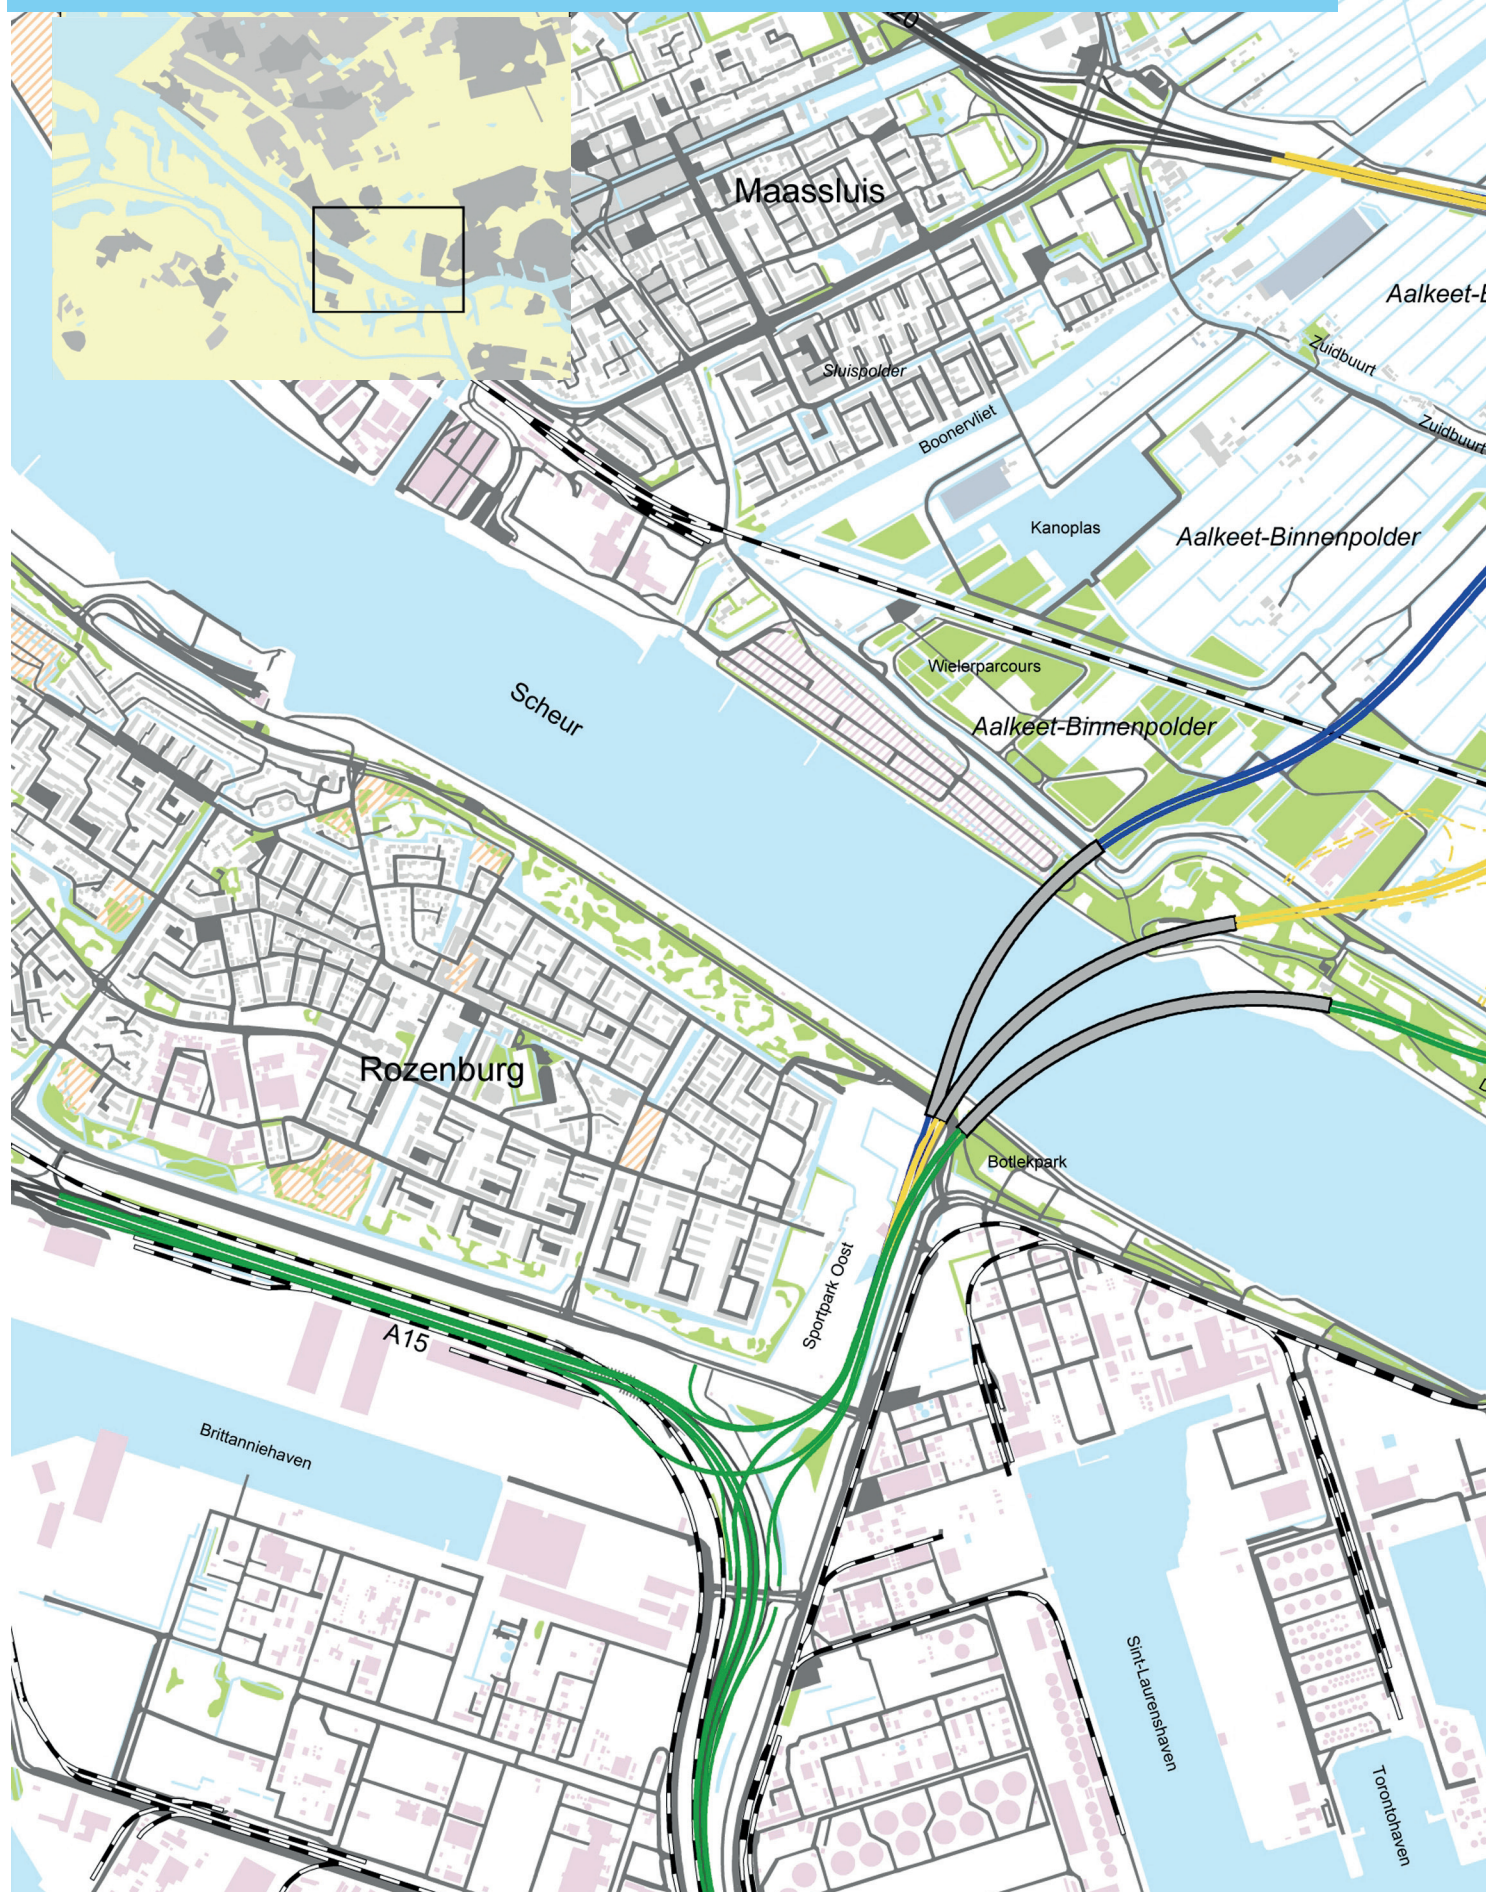 Maassluis
Aalkeet-B
Zuidbuurt
Sluispolder
Zuidbuurt
Boonervliet
Kanoplas
Aalkeet-Binnenpolder
Wielerparcours
Scheur
Aalkeet-Binnenpolder
Rozenburg
Botlekpark
Sportpark Oost
A15
Brittanniehaven
Sint-Laurenshaven
Torontohaven